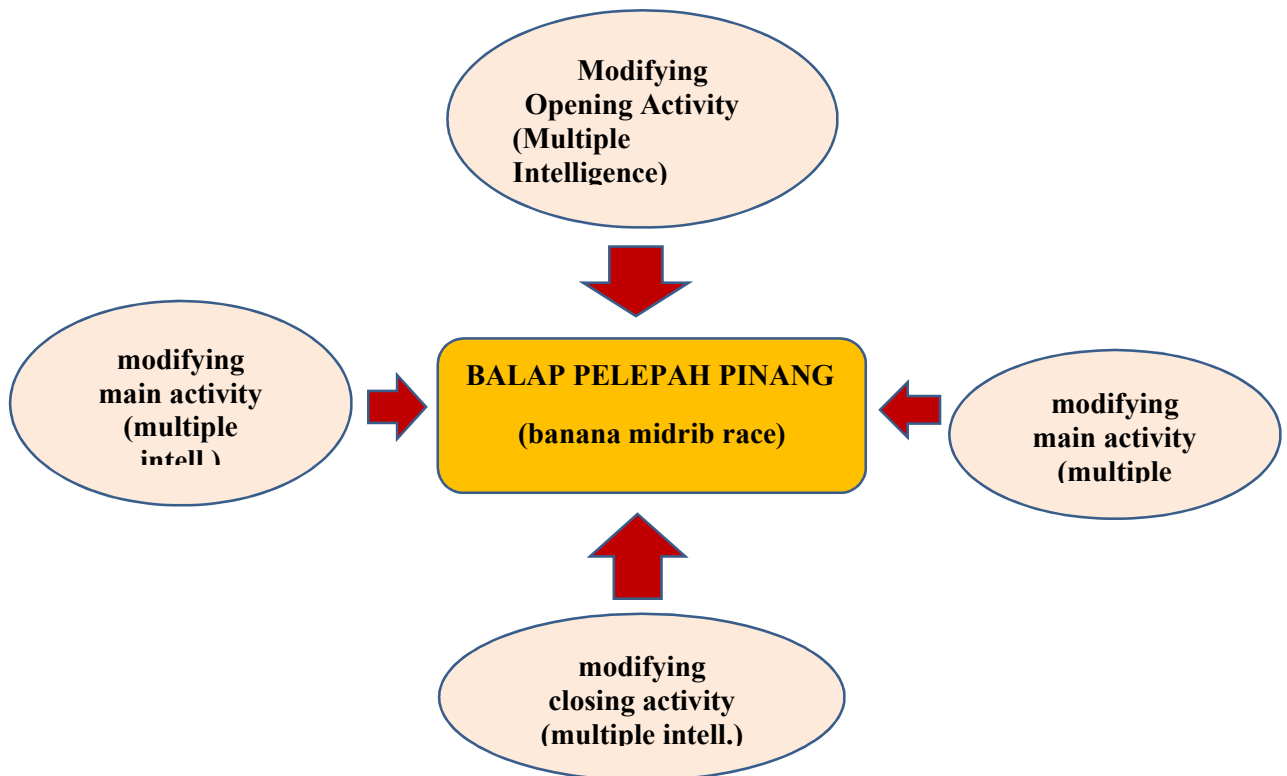 Modifying
Opening Activity
(Multiple
Intelligence)
modifying
main activity
(multiple
intell.)
BALAP PELEPAH PINANG
(banana midrib race)
modifying
main activity
(multiple
modifying
closing activity
(multiple intell.)